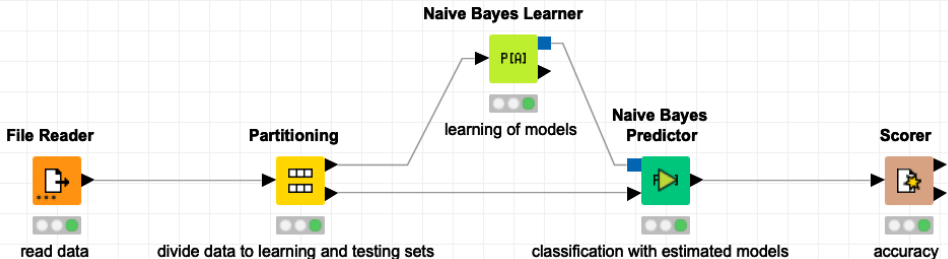 Naive Bayes Learner
P[A]
learning of models
File Reader
read data
Partitioning
divide data to learning and testing sets
Naive Bayes
Predictor
classification with estimated models
Scorer
accuracy